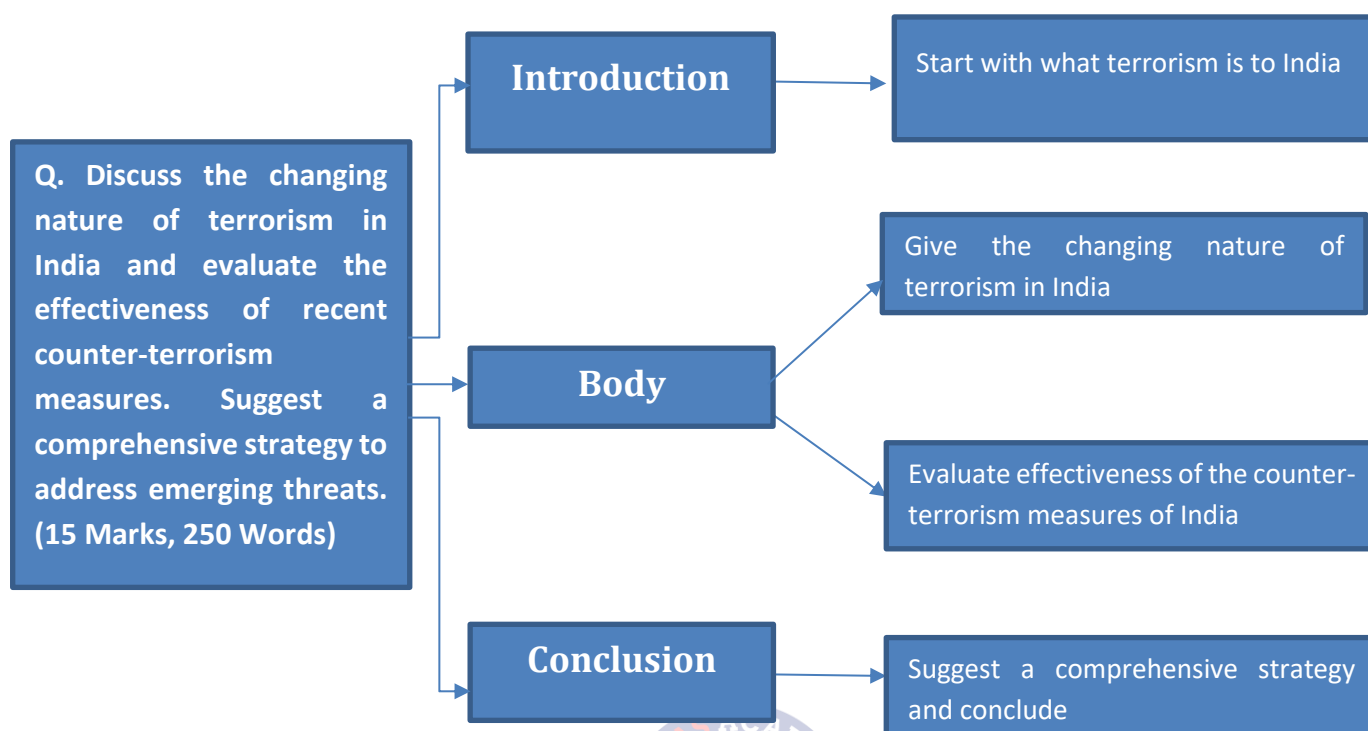 Q. Discuss the changing
nature of terrorism in
India and evaluate the
effectiveness of recent
counter-terrorism
measures. Suggest a
comprehensive strategy to
address emerging threats.
(15 Marks, 250 Words)
Introduction
Start with what terrorism is to India
Body
Give the changing nature of
terrorism in India
Evaluate effectiveness of the counter-
terrorism measures of India
Conclusion
Suggest a comprehensive strategy
and conclude